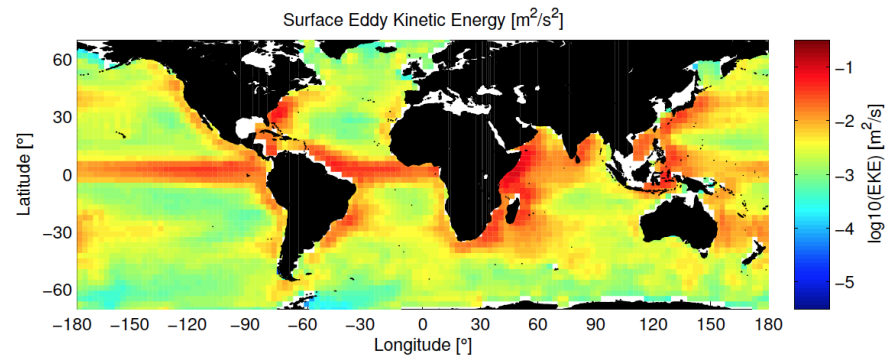 Surface Eddy Kinetic Energy [m²/s²]
60
30
0
−30
−60
Latitude [°]
−180 −150 −120 −90 −60 −30 0 30 60 90 120 150 180
Longitude [°]
−1
−2
−3
−4
−5
log10(EKE) [m²/s]